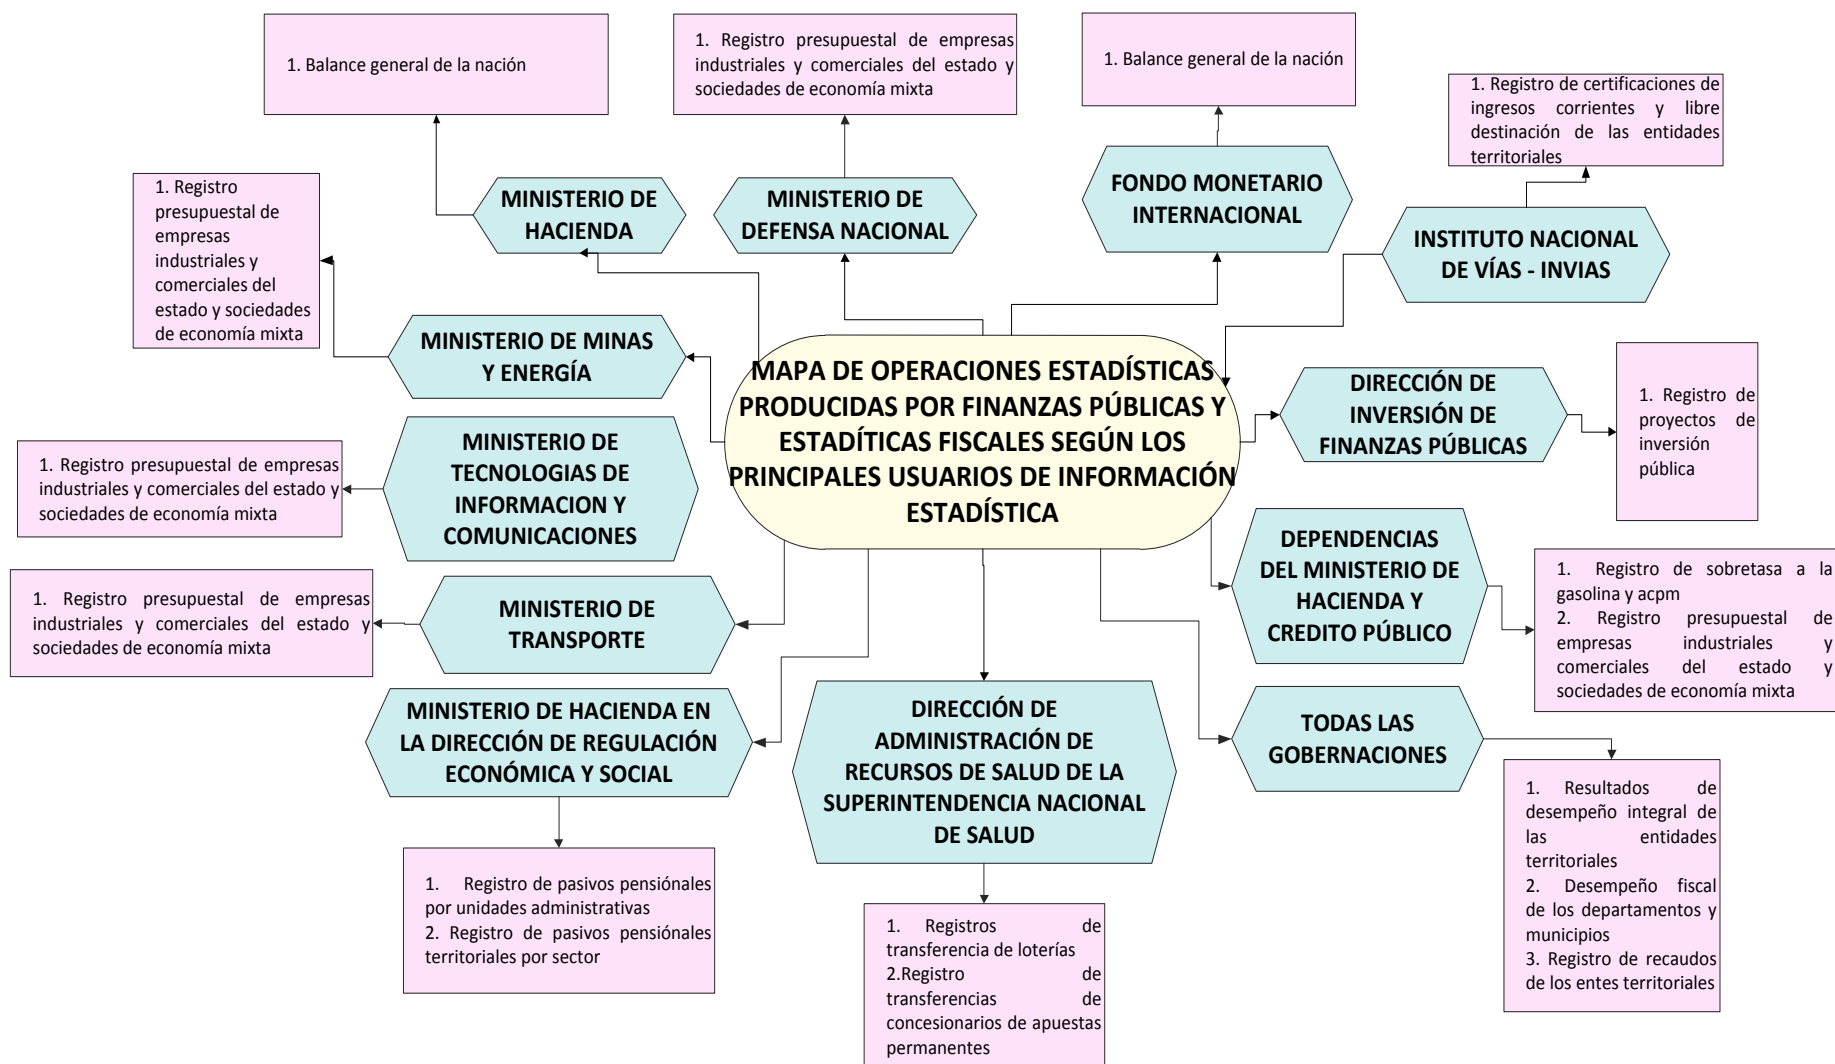 1. Balance general de la nación
1. Registro presupuestal de empresas
industriales y comerciales del estado y
sociedades de economía mixta
1. Balance general de la nación
1. Registro de certificaciones de
ingresos corrientes y libre
destinación de las entidades
territoriales
1. Registro
presupuestal de
empresas
industriales y
comerciales del
estado y sociedades
de economía mixta
MINISTERIO DE
HACIENDA
MINISTERIO DE
DEFENSA NACIONAL
FONDO MONETARIO
INTERNACIONAL
INSTITUTO NACIONAL
DE VÍAS - INVIAS
MINISTERIO DE MINAS
Y ENERGÍA
MAPA DE OPERACIONES ESTADÍSTICAS
PRODUCIDAS POR FINANZAS PÚBLICAS Y
ESTADÍTICAS FISCALES SEGÚN LOS
PRINCIPALES USUARIOS DE INFORMACIÓN
ESTADÍSTICA
DIRECCIÓN DE
INVERSIÓN DE
FINANZAS PÚBLICAS
1. Registro de
proyectos de
inversión
pública
1. Registro presupuestal de empresas
industriales y comerciales del estado y
sociedades de economía mixta
MINISTERIO DE
TECNOLOGIAS DE
INFORMACION Y
COMUNICACIONES
DEPENDENCIAS
DEL MINISTERIO DE
HACIENDA Y
CREDITO PÚBLICO
1. Registro de sobretasa a la
gasolina y acpm
2. Registro presupuestal de
empresas industriales y
comerciales del estado y
sociedades de economía mixta
1. Registro presupuestal de empresas
industriales y comerciales del estado y
sociedades de economía mixta
MINISTERIO DE
TRANSPORTE
MINISTERIO DE HACIENDA EN
LA DIRECCIÓN DE REGULACIÓN
ECONÓMICA Y SOCIAL
DIRECCIÓN DE
ADMINISTRACIÓN DE
RECURSOS DE SALUD DE LA
SUPERINTENDENCIA NACIONAL
DE SALUD
TODAS LAS
GOBERNACIONES
1. Resultados de
desempeño integral de
las entidades
territoriales
2. Desempeño fiscal
de los departamentos y
municipios
3. Registro de recaudos
de los entes territoriales
1. Registro de pasivos pensiónales
por unidades administrativas
2. Registro de pasivos pensiónales
territoriales por sector
1. Registros de
transferencia de loterías
2.Registro de
transferencias de
concesionarios de apuestas
permanentes